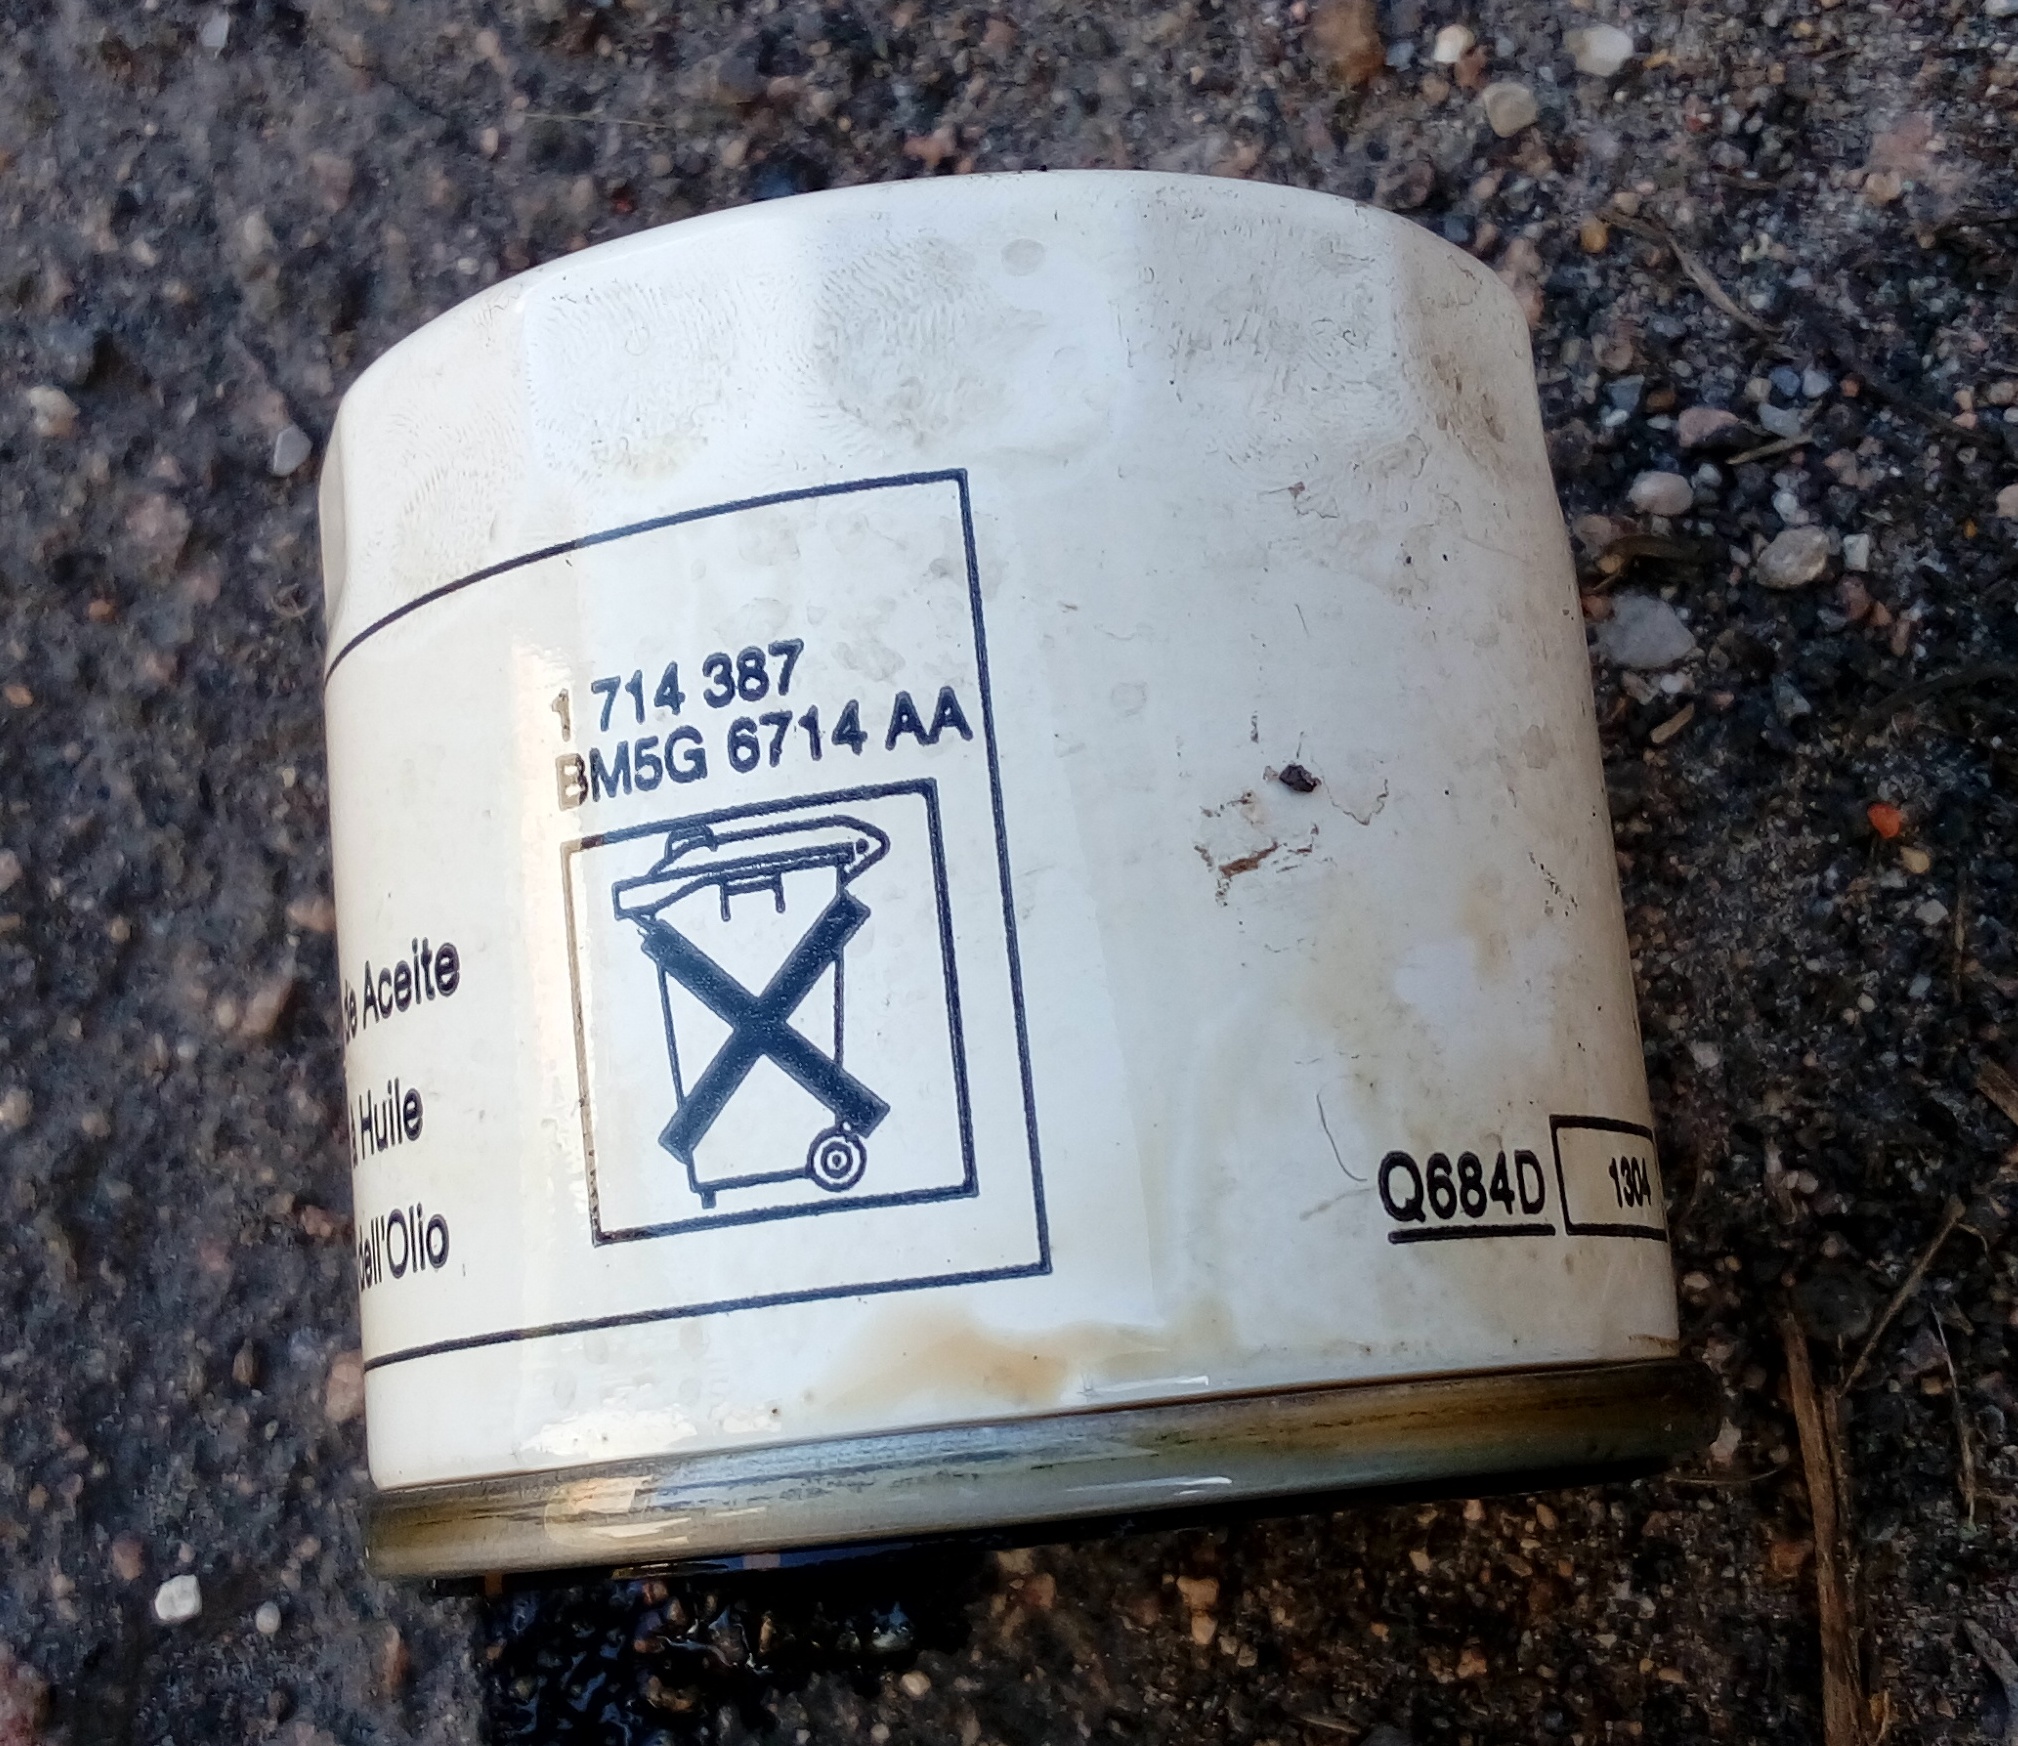 1 714 387
BM5G 6714 AA
de Aceite
à Huile
dell'Olio
Q684D 1304